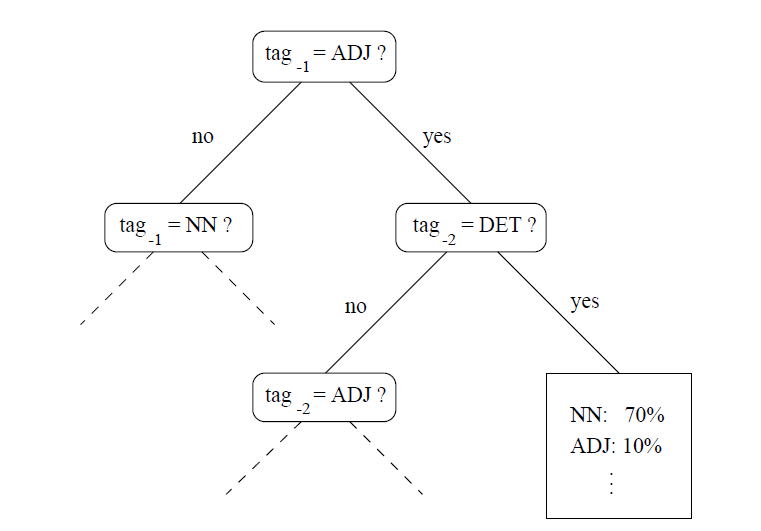 tag -1 = ADJ ?
no
yes
tag -1 = NN ?
tag -2 = DET ?
no
yes
tag -2 = ADJ ?
NN: 70%
ADJ: 10%